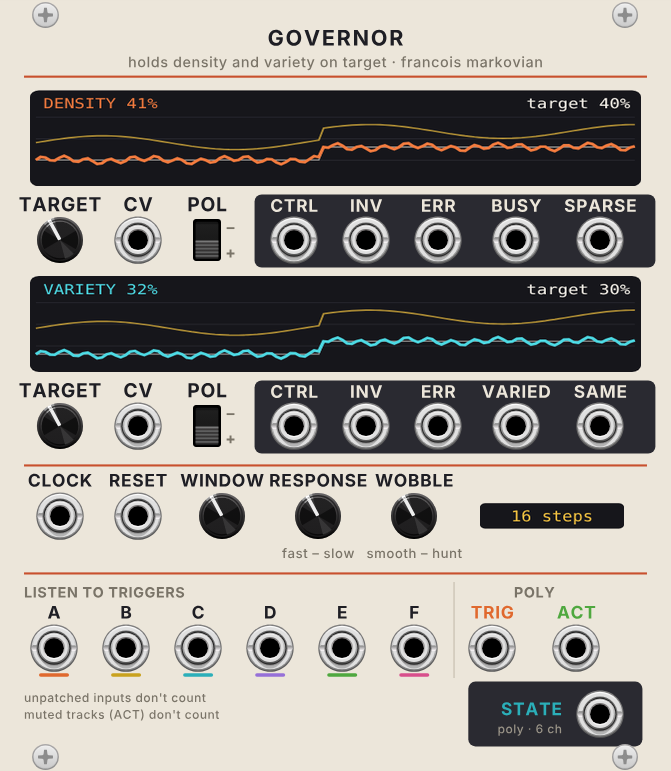 GOVERNOR
holds density and variety on target · francois markovian
DENSITY 41% target 40%
TARGET CV POL CTRL INV ERR BUSY SPARSE
−
+
VARIETY 32% target 30%
TARGET CV POL CTRL INV ERR VARIED SAME
−
+
CLOCK RESET WINDOW RESPONSE WOBBLE
16 steps
fast – slow smooth – hunt
LISTEN TO TRIGGERS POLY
A B C D E F TRIG ACT
unpatched inputs don't count
muted tracks (ACT) don't count
STATE
poly · 6 ch